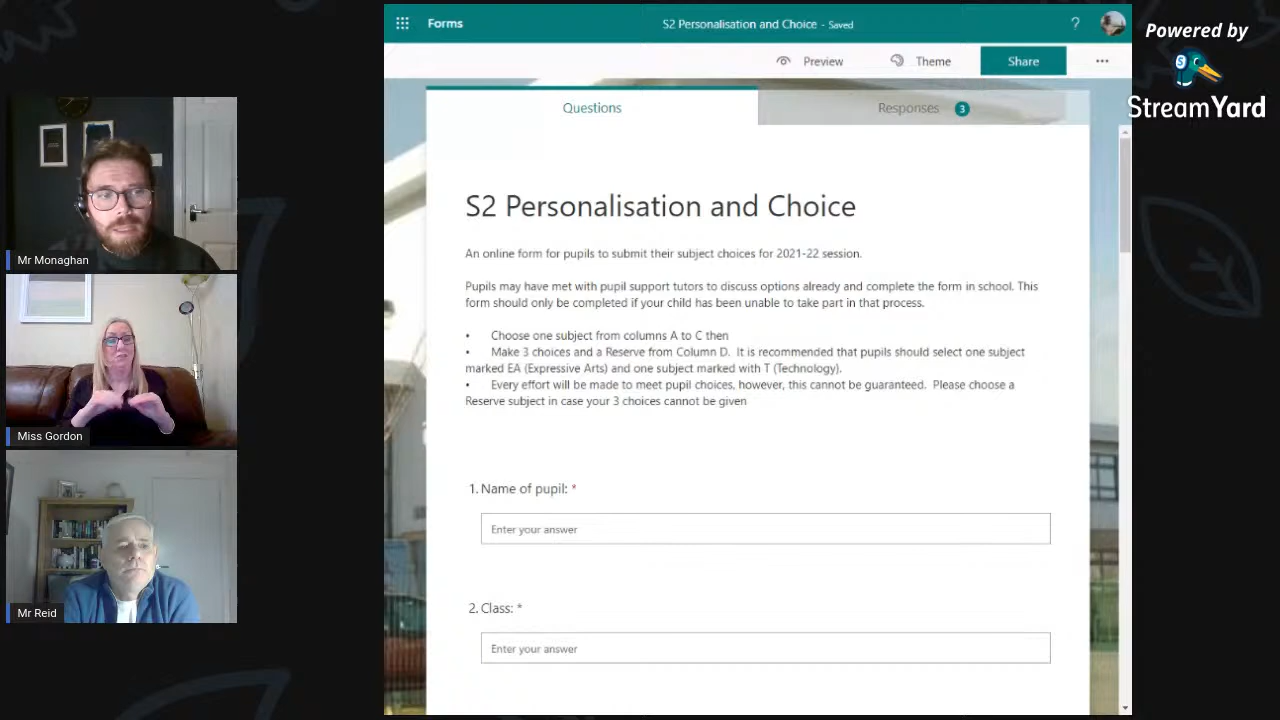 Forms
S2 Personalisation and Choice - Saved
?
Preview
Theme
Share
Questions
Responses 3
S2 Personalisation and Choice
An online form for pupils to submit their subject choices for 2021-22 session.
Pupils may have met with pupil support tutors to discuss options already and complete the form in school. This
form should only be completed if your child has been unable to take part in that process.
• Choose one subject from columns A to C then
• Make 3 choices and a Reserve from Column D. It is recommended that pupils should select one subject
marked EA (Expressive Arts) and one subject marked with T (Technology).
• Every effort will be made to meet pupil choices, however, this cannot be guaranteed. Please choose a
Reserve subject in case your 3 choices cannot be given
1. Name of pupil: *
Enter your answer
2. Class: *
Enter your answer
Mr Monaghan
Miss Gordon
Mr Reid
Powered by
S
StreamYard